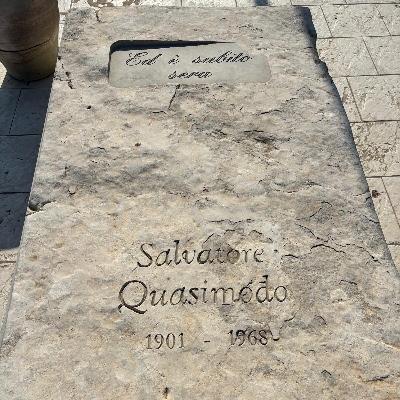 Ed è subito
sera
Salvatore
Quasimodo
1901 - 1968